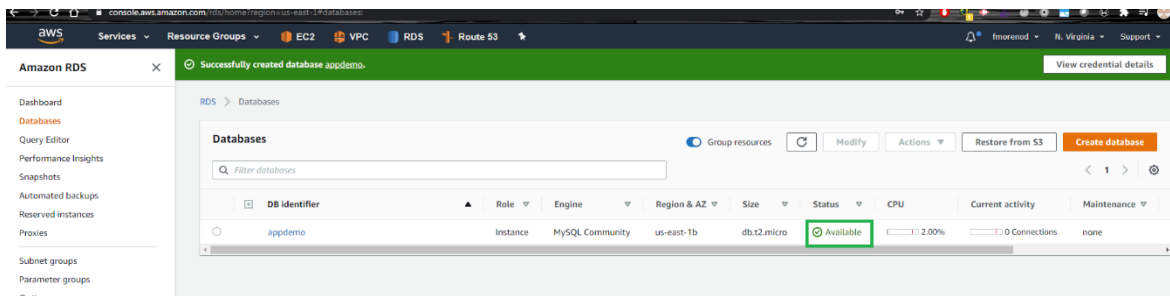 console.aws.amazon.com/rds/home?region=us-east-1#databases:
aws Services Resource Groups EC2 VPC RDS Route 53 fmorenod N. Virginia Support
Amazon RDS
Successfully created database appdemo. View credential details
Dashboard
Databases
Query Editor
Performance Insights
Snapshots
Automated backups
Reserved instances
Proxies
Subnet groups
Parameter groups
RDS > Databases
Databases Group resources Modify Actions Restore from S3 Create database
Filter databases 1
DB identifier Role Engine Region & AZ Size Status CPU Current activity Maintenance
appdemo Instance MySQL Community us-east-1b db.t2.micro Available 2.00% 0 Connections none